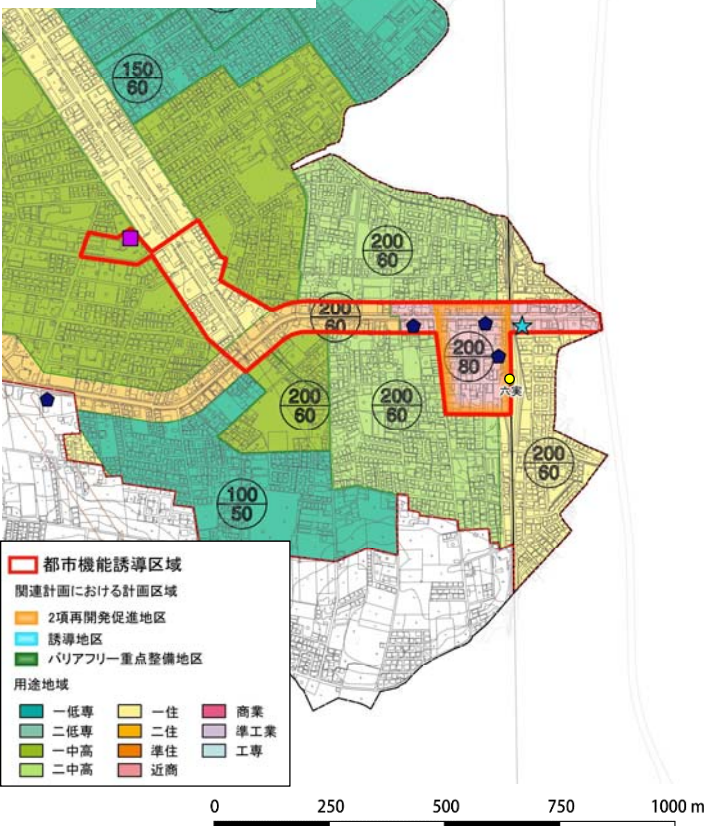 150
60
200
60
200
60
200
80
六実
200
60
200
60
200
60
100
50
都市機能誘導区域
関連計画における計画区域
2項再開発促進地区
誘導地区
バリアフリー重点整備地区
用途地域
一低専 一住 商業
二低専 二住 準工業
一中高 準住 工専
二中高 近商
0 250 500 750 1000 m